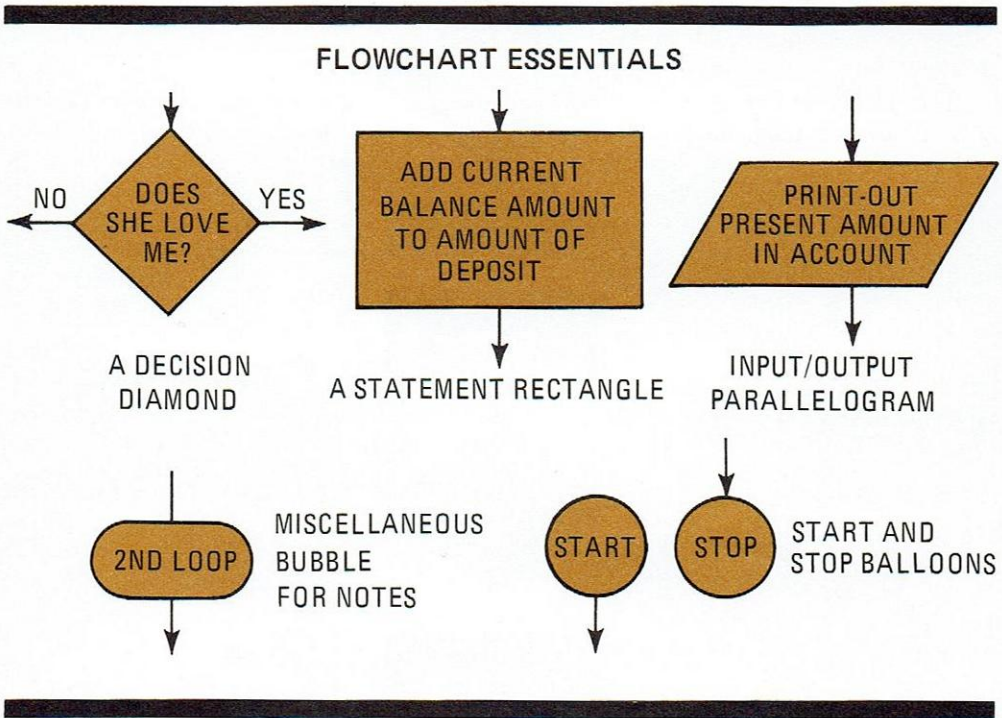 FLOWCHART ESSENTIALS
NO
DOES
SHE LOVE
ME?
YES
A DECISION
DIAMOND
ADD CURRENT
BALANCE AMOUNT
TO AMOUNT OF
DEPOSIT
A STATEMENT RECTANGLE
PRINT-OUT
PRESENT AMOUNT
IN ACCOUNT
INPUT/OUTPUT
PARALLELOGRAM
2ND LOOP
MISCELLANEOUS
BUBBLE
FOR NOTES
START
STOP
START AND
STOP BALLOONS